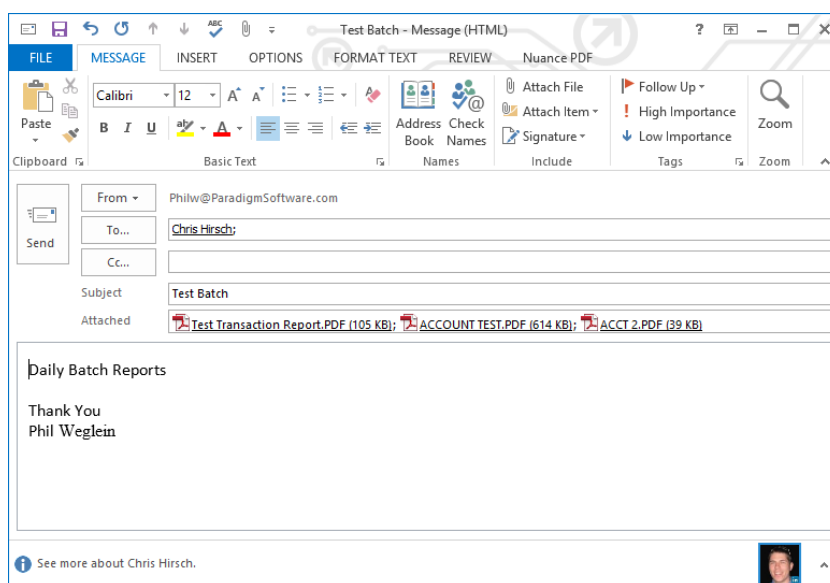 ABC
Test Batch - Message (HTML)
?
FILE MESSAGE INSERT OPTIONS FORMAT TEXT REVIEW Nuance PDF
Paste
Clipboard
Calibri 12 A A
B I U aby A
Basic Text
Address Book
Check Names
Names
Attach File
Attach Item
Signature
Include
Follow Up
! High Importance
Low Importance
Tags
Zoom
Zoom
Send
From Philw@ParadigmSoftware.com
To... Chris Hirsch;
Cc...
Subject Test Batch
Attached Test Transaction Report.PDF (105 KB); ACCOUNT TEST.PDF (614 KB); ACCT 2.PDF (39 KB)
Daily Batch Reports
Thank You
Phil Weglein
See more about Chris Hirsch.